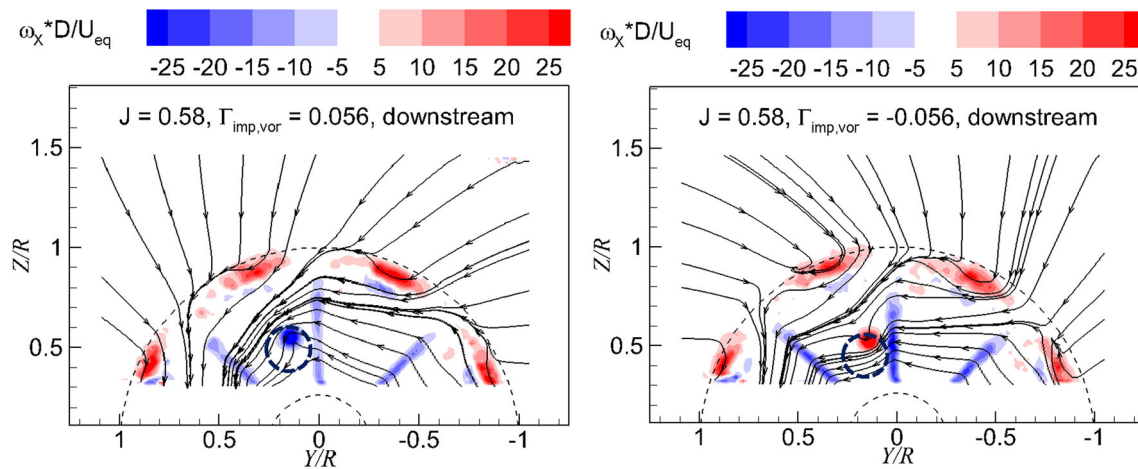 ωX*D/Ueq
-25 -20 -15 -10 -5 5 10 15 20 25
J = 0.58, Γimp,vor = 0.056, downstream
1.5
1
0.5
Z/R
1 0.5 0 -0.5 -1
Y/R
ωX*D/Ueq
-25 -20 -15 -10 -5 5 10 15 20 25
J = 0.58, Γimp,vor = -0.056, downstream
1.5
1
0.5
Z/R
1 0.5 0 -0.5 -1
Y/R